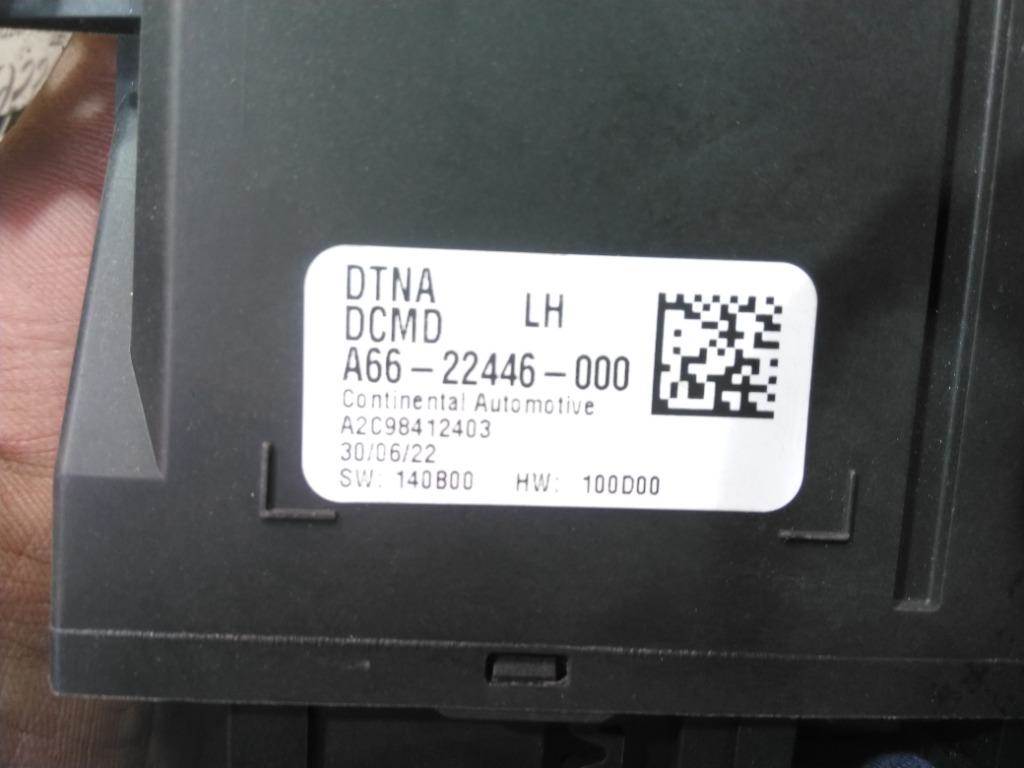 DTNA
LH
DCMD
A66-22446-000
Continental Automotive
A2C98412403
30/06/22
SW: 140B00 HW: 100D00